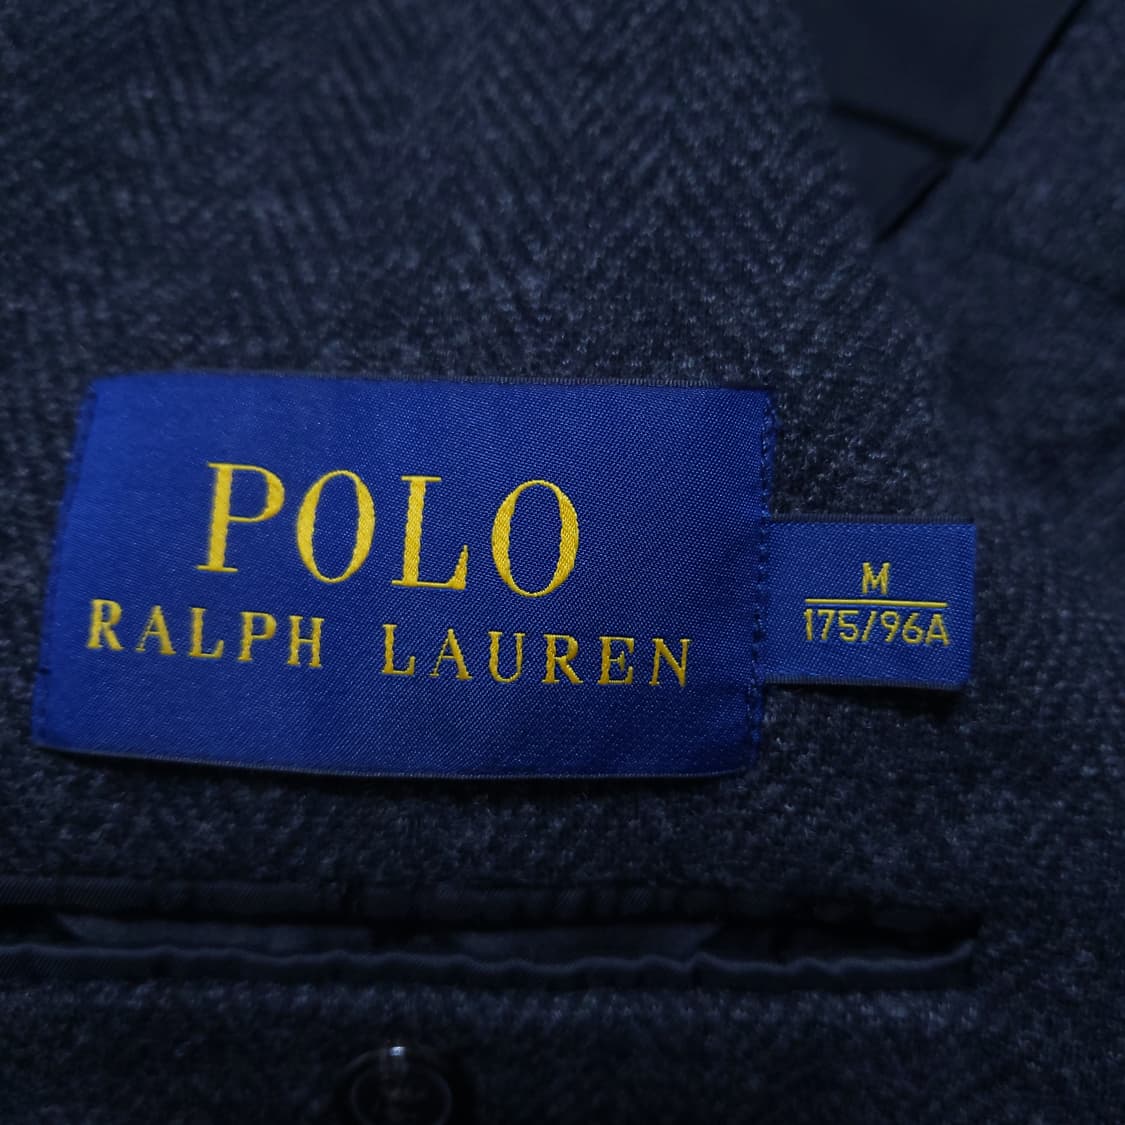 POLO
RALPH LAUREN
M
175/96A